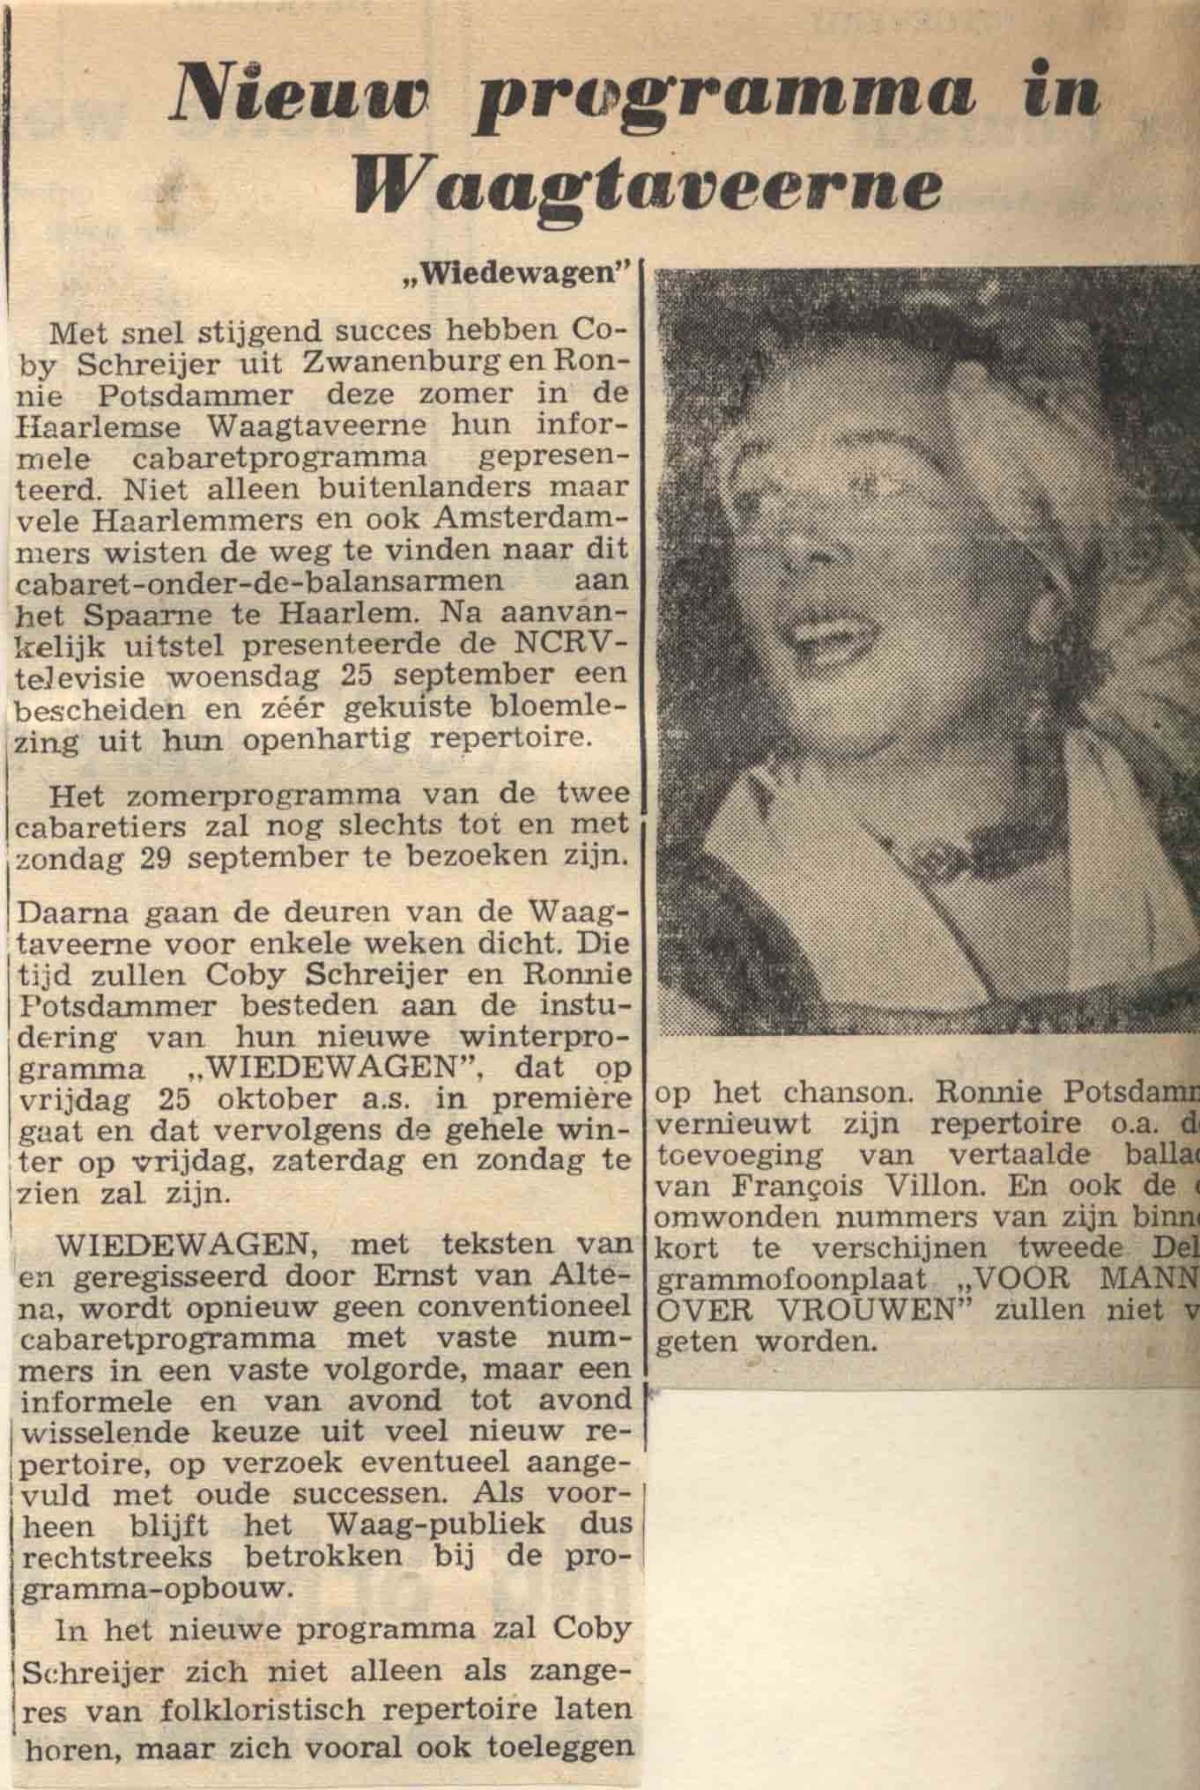 Nieuw programma in
Waagtaveerne
„Wiedewagen”
Met snel stijgend succes hebben Co-
by Schreijer uit Zwanenburg en Ron-
nie Potsdammer deze zomer in de
Haarlemse Waagtaveerne hun infor-
mele cabaretprogramma gepresen-
teerd. Niet alleen buitenlanders maar
vele Haarlemmers en ook Amsterdam-
mers wisten de weg te vinden naar dit
cabaret-onder-de-balansarmen aan
het Spaarne te Haarlem. Na aanvan-
kelijk uitstel presenteerde de NCRV-
televisie woensdag 25 september een
bescheiden en zéér gekuiste bloemle-
zing uit hun openhartig repertoire.
Het zomerprogramma van de twee
cabaretiers zal nog slechts tot en met
zondag 29 september te bezoeken zijn.
Daarna gaan de deuren van de Waag-
taveerne voor enkele weken dicht. Die
tijd zullen Coby Schreijer en Ronnie
Potsdammer besteden aan de instu-
dering van hun nieuwe winterpro-
gramma „WIEDEWAGEN”, dat op
vrijdag 25 oktober a.s. in première
gaat en dat vervolgens de gehele win-
ter op vrijdag, zaterdag en zondag te
zien zal zijn.
WIEDEWAGEN, met teksten van
en geregisseerd door Ernst van Alte-
na, wordt opnieuw geen conventioneel
cabaretprogramma met vaste num-
mers in een vaste volgorde, maar een
informele en van avond tot avond
wisselende keuze uit veel nieuw re-
pertoire, op verzoek eventueel aange-
vuld met oude successen. Als voor-
heen blijft het Waag-publiek dus
rechtstreeks betrokken bij de pro-
gramma-opbouw.
In het nieuwe programma zal Coby
Schreijer zich niet alleen als zange-
res van folkloristisch repertoire laten
horen, maar zich vooral ook toeleggen
op het chanson. Ronnie Potsdam
vernieuwt zijn repertoire o.a. d
toevoeging van vertaalde balla
van François Villon. En ook de
omwonden nummers van zijn binn
kort te verschijnen tweede Del
grammofoonplaat „VOOR MANN
OVER VROUWEN” zullen niet v
geten worden.